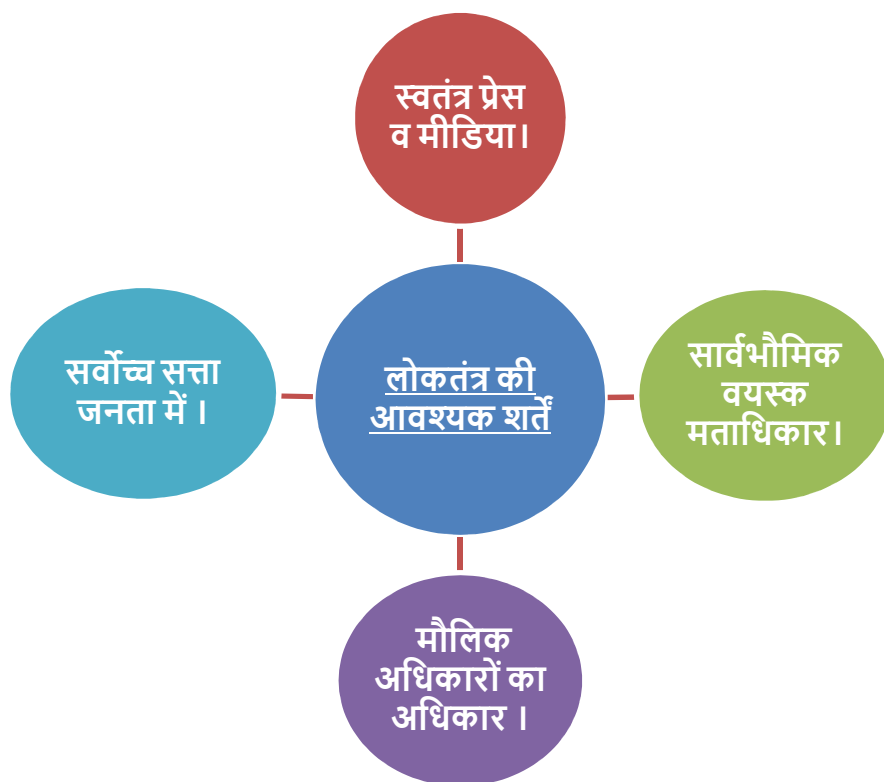 स्वतंत्र प्रेस
व मीडिया।
सर्वोच्च सत्ता
जनता में ।
लोकतंत्र की
आवश्यक शर्तें
सार्वभौमिक
वयस्क
मताधिकार।
मौलिक
अधिकारों का
अधिकार ।